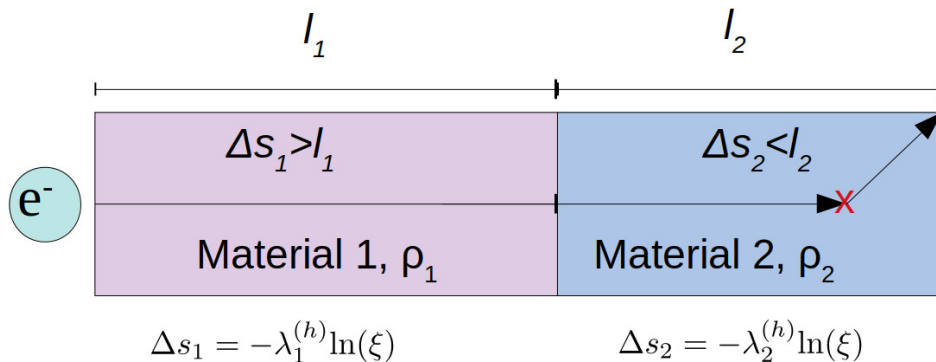 l₁ l₂
Δs₁>l₁ Δs₂<l₂
e⁻ x
Material 1, ρ₁ Material 2, ρ₂
Δs₁ = −λ₁⁽ʰ⁾ln(ξ) Δs₂ = −λ₂⁽ʰ⁾ln(ξ)